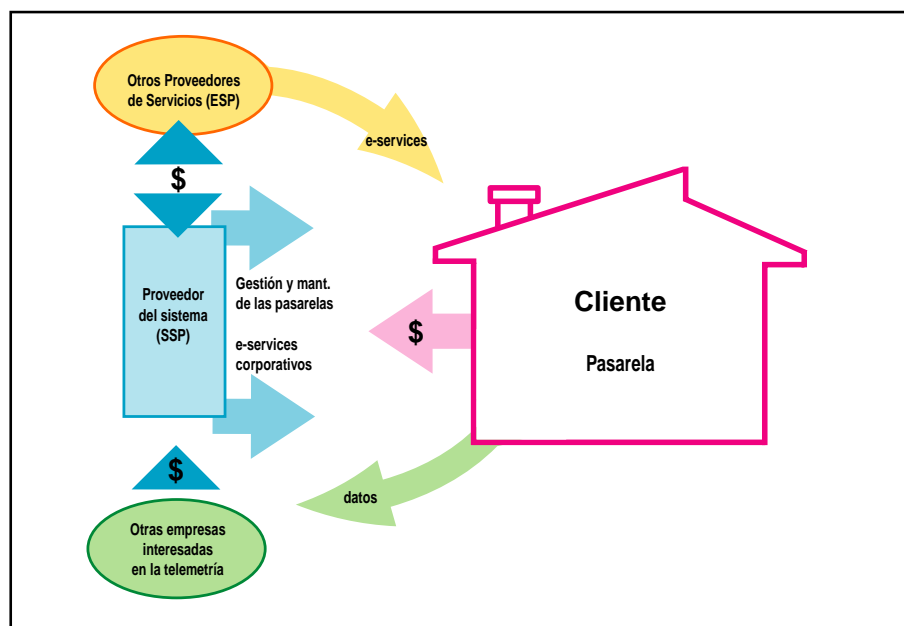 Otros Proveedores
de Servicios (ESP)
e-services
$
Proveedor
del sistema
(SSP)
Gestión y mant.
de las pasarelas
e-services
corporativos
$
Cliente
Pasarela
$
datos
Otras empresas
interesadas
en la telemetría